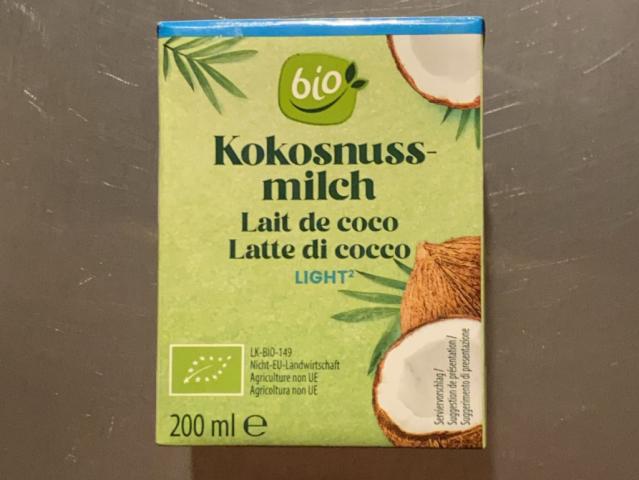 bio
Kokosnuss-
milch
Lait de coco
Latte di cocco
LIGHT²
LK-BIO-149
Nicht-EU-Landwirtschaft
Agriculture non UE
Agricoltura non UE
200 ml ℮
Serviervorschlag /
Suggestion de présentation /
Suggerimento di presentazione